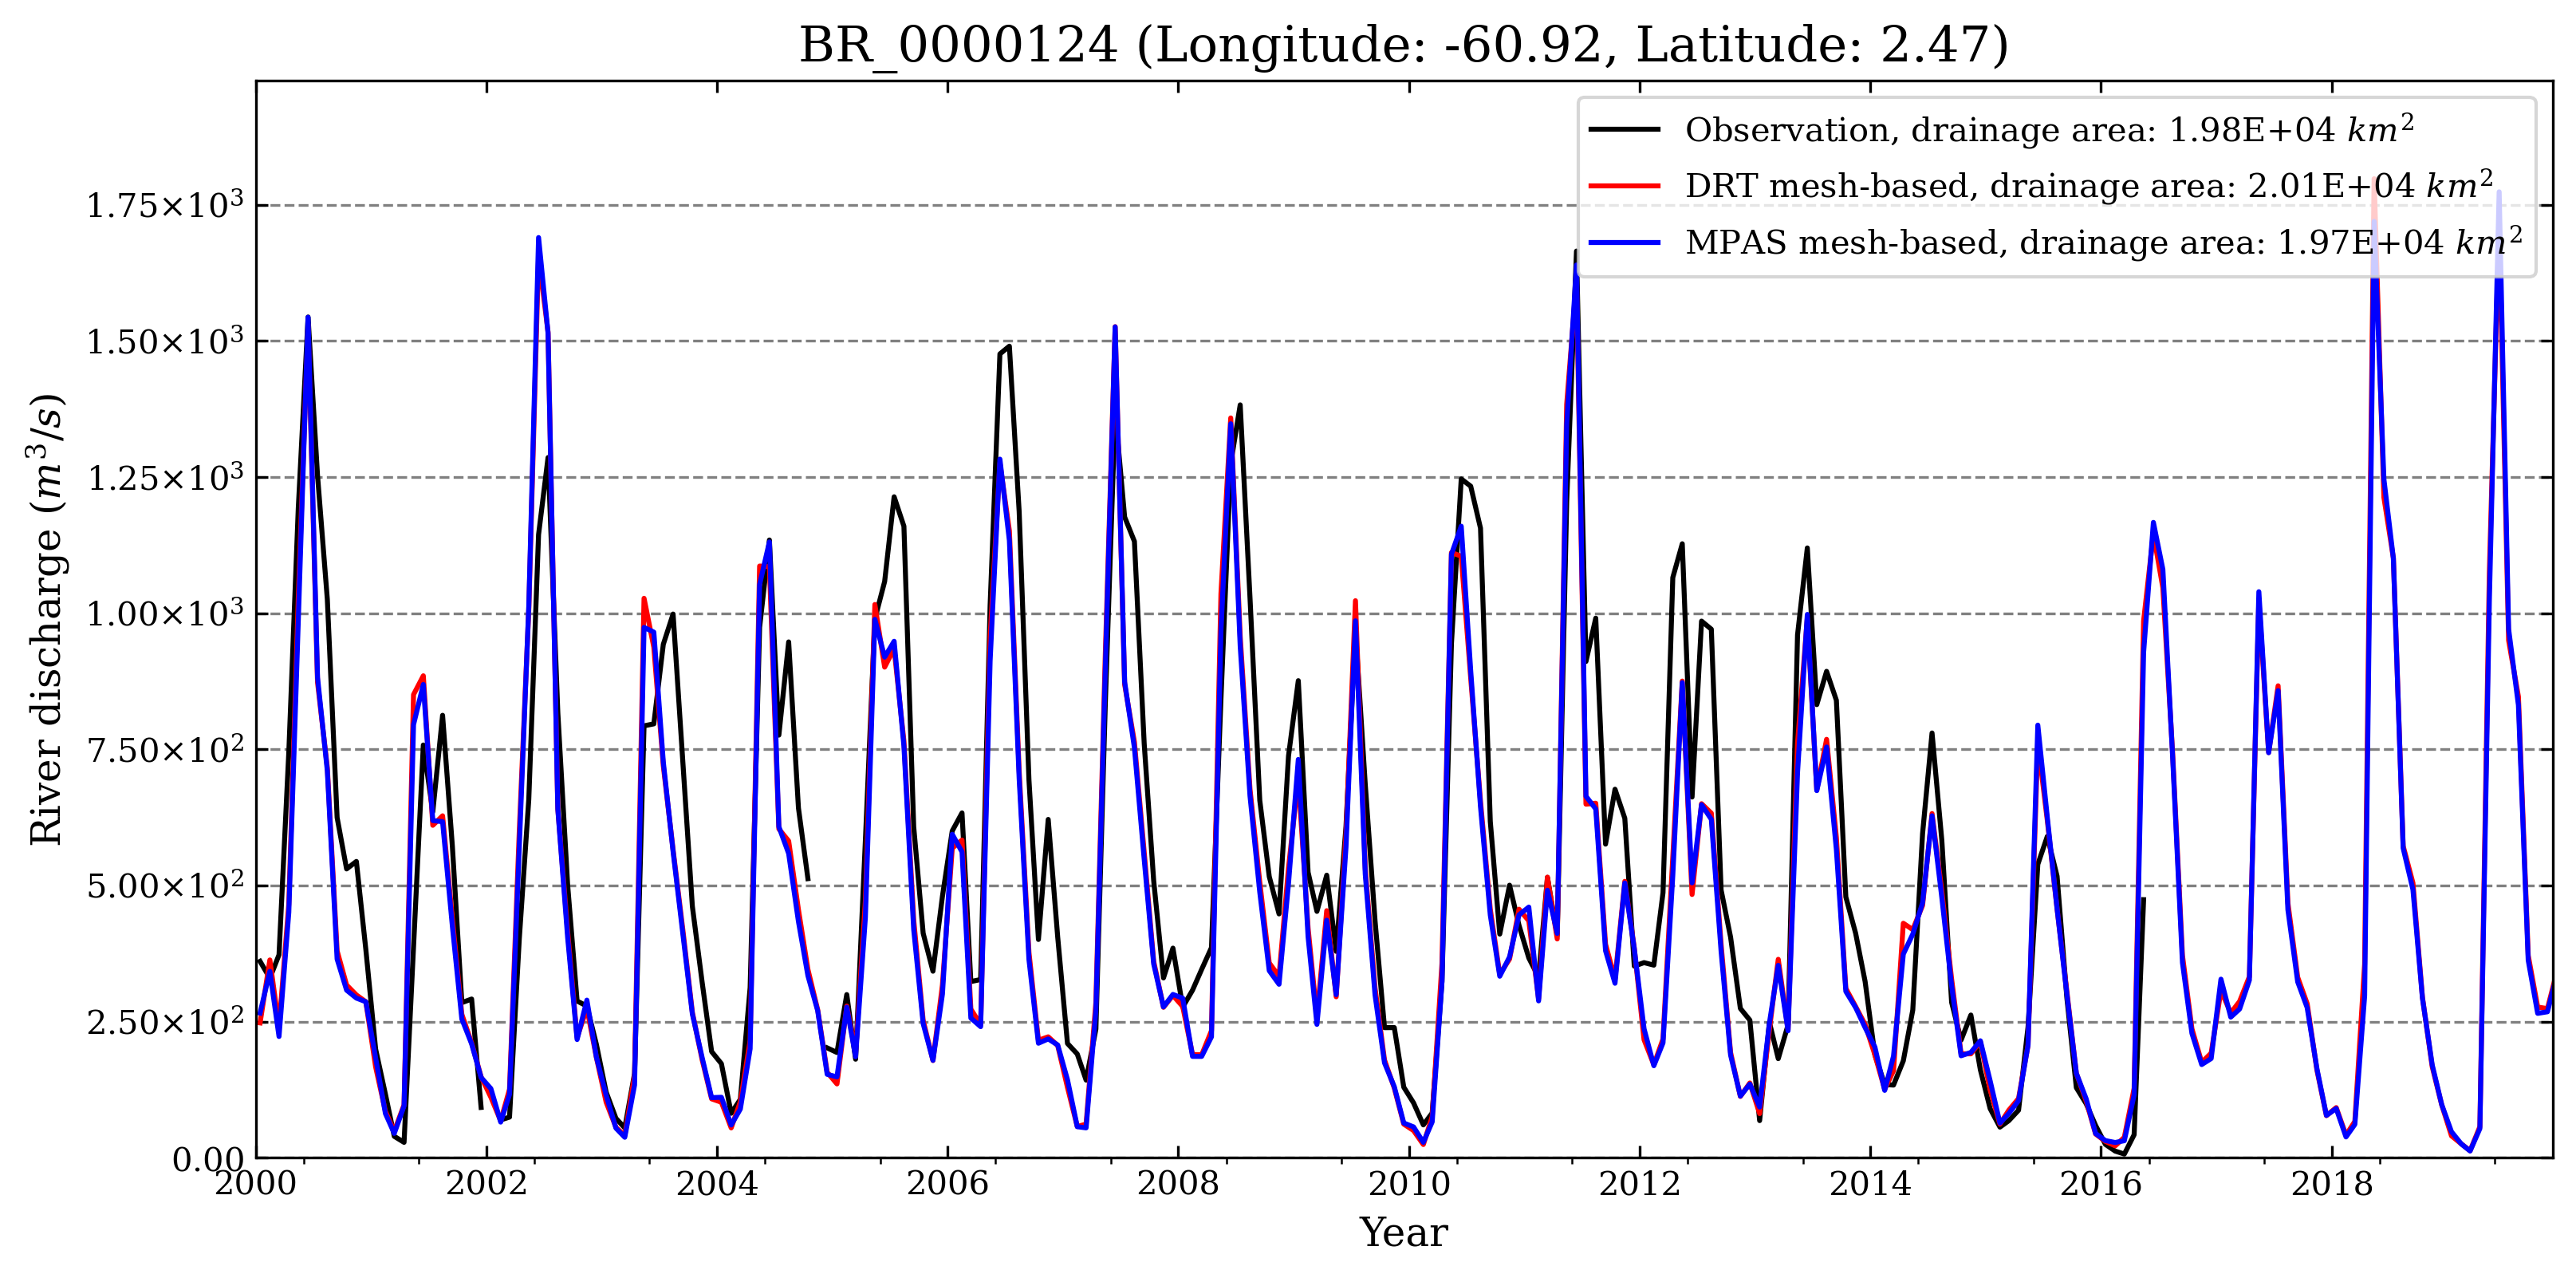 BR_0000124 (Longitude: -60.92, Latitude: 2.47)
Observation, drainage area: 1.98E+04 km²
DRT mesh-based, drainage area: 2.01E+04 km²
MPAS mesh-based, drainage area: 1.97E+04 km²
River discharge (m³/s)
1.75×10³
1.50×10³
1.25×10³
1.00×10³
7.50×10²
5.00×10²
2.50×10²
0.00
2000 2002 2004 2006 2008 2010 2012 2014 2016 2018
Year